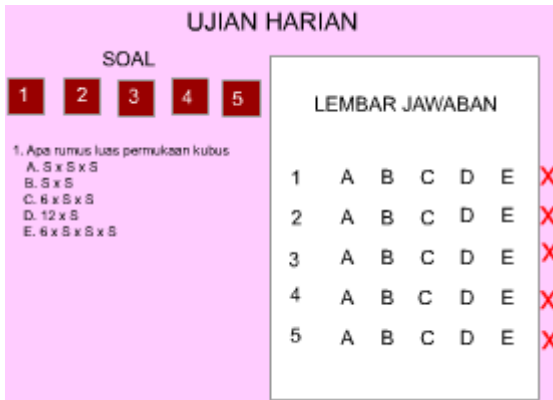 UJIAN HARIAN
SOAL
1 2 3 4 5
1. Apa rumus luas permukaan kubus
A. S x S x S
B. S x S
C. 6 x S x S
D. 12 x S
E. 6 x S x S x S
LEMBAR JAWABAN
1 A B C D E X
2 A B C D E X
3 A B C D E X
4 A B C D E X
5 A B C D E X